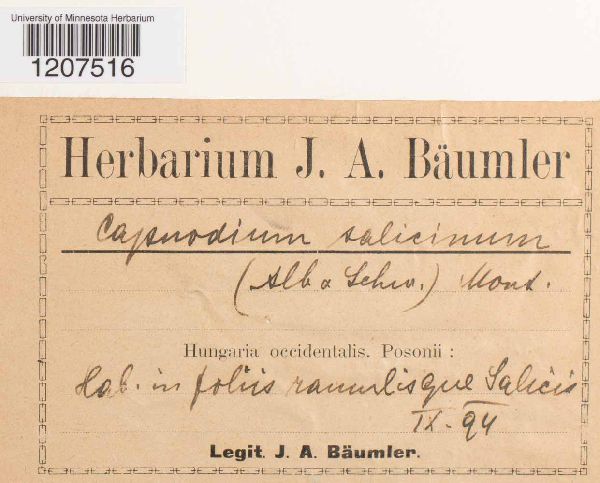 University of Minnesota Herbarium
1207516
Herbarium J. A. Bäumler
Capnodium salicinum
(Alb & Schw.) Mont.
Hungaria occidentalis. Posonii :
Hab. in foliis ramulisque Salicis
IX. 94
Legit. J. A. Bäumler.